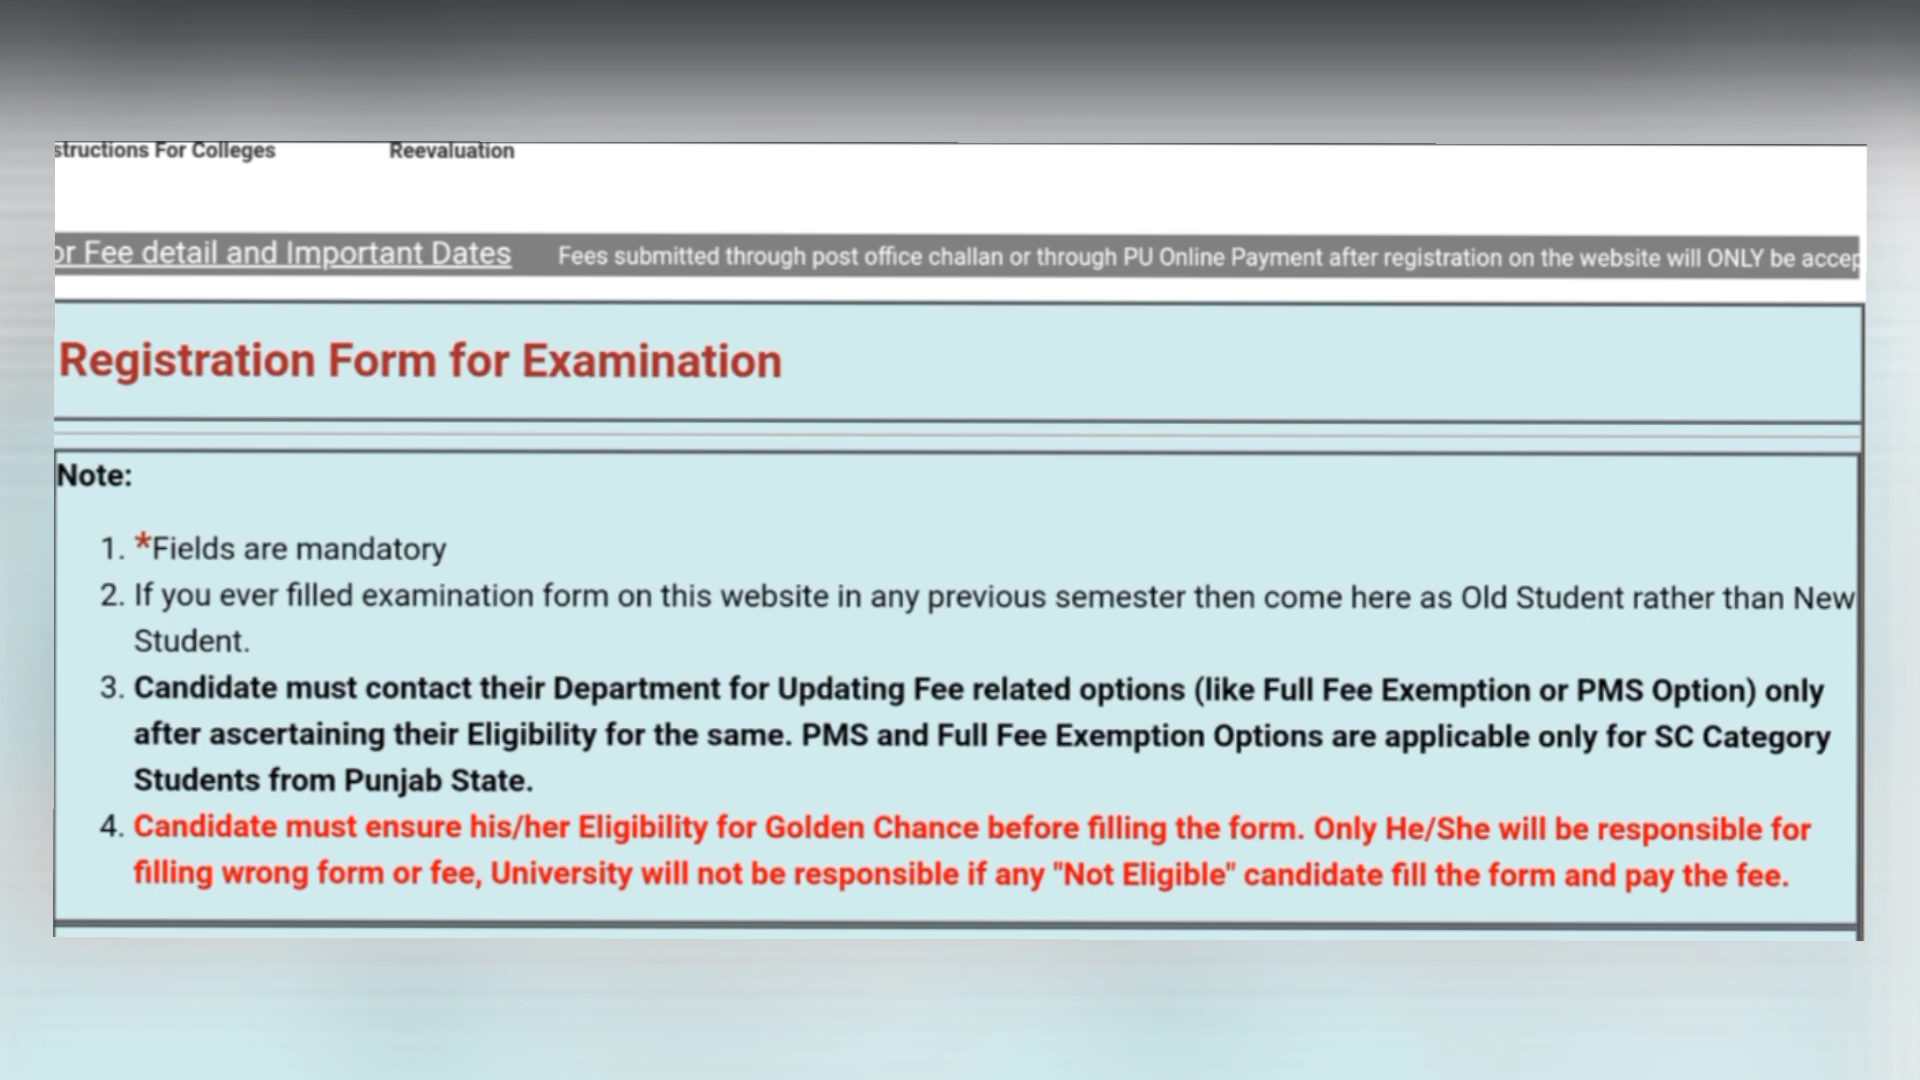 structions For Colleges Reevaluation
or Fee detail and Important Dates Fees submitted through post office challan or through PU Online Payment after registration on the website will ONLY be accep
Registration Form for Examination
Note:
1. *Fields are mandatory
2. If you ever filled examination form on this website in any previous semester then come here as Old Student rather than New
Student.
3. Candidate must contact their Department for Updating Fee related options (like Full Fee Exemption or PMS Option) only
after ascertaining their Eligibility for the same. PMS and Full Fee Exemption Options are applicable only for SC Category
Students from Punjab State.
4. Candidate must ensure his/her Eligibility for Golden Chance before filling the form. Only He/She will be responsible for
filling wrong form or fee, University will not be responsible if any "Not Eligible" candidate fill the form and pay the fee.